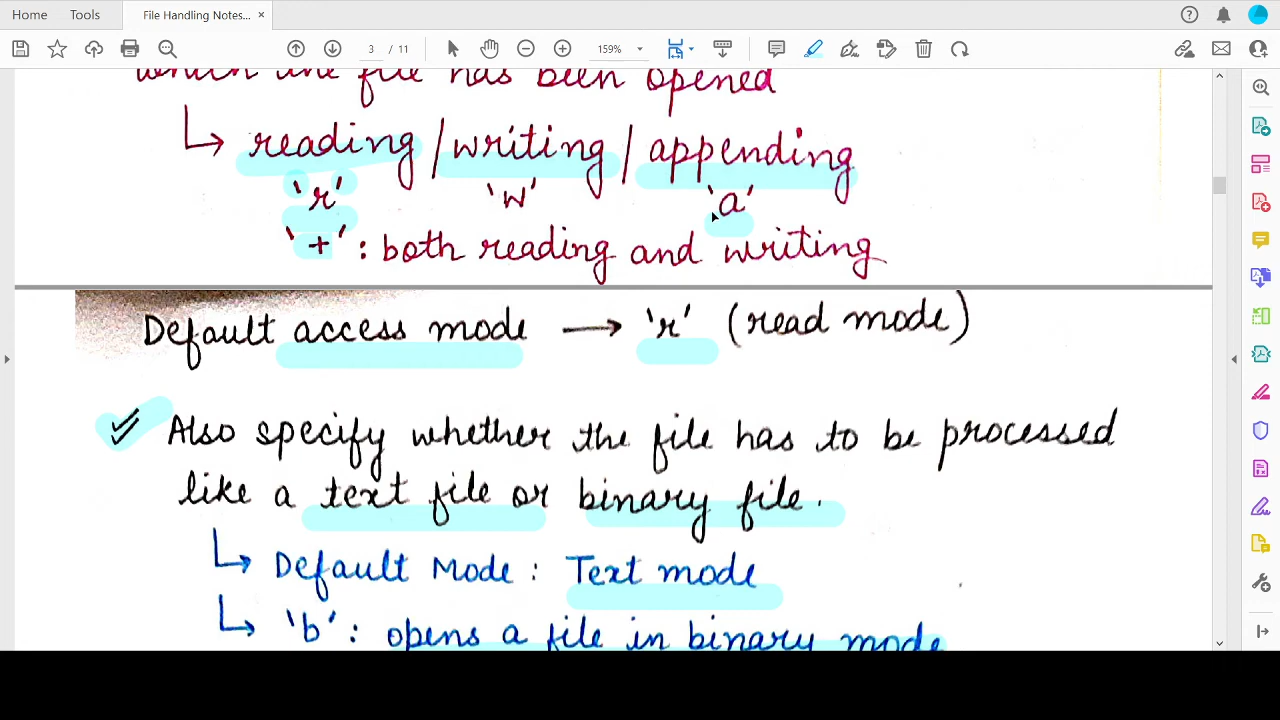 Home Tools File Handling Notes... ×
3 / 11 159%
which the file has been opened
reading / writing / appending
'r' 'w' 'a'
'+' : both reading and writing
Default access mode → 'r' (read mode)
Also specify whether the file has to be processed
like a text file or binary file.
Default Mode : Text mode
'b' : opens a file in binary mode